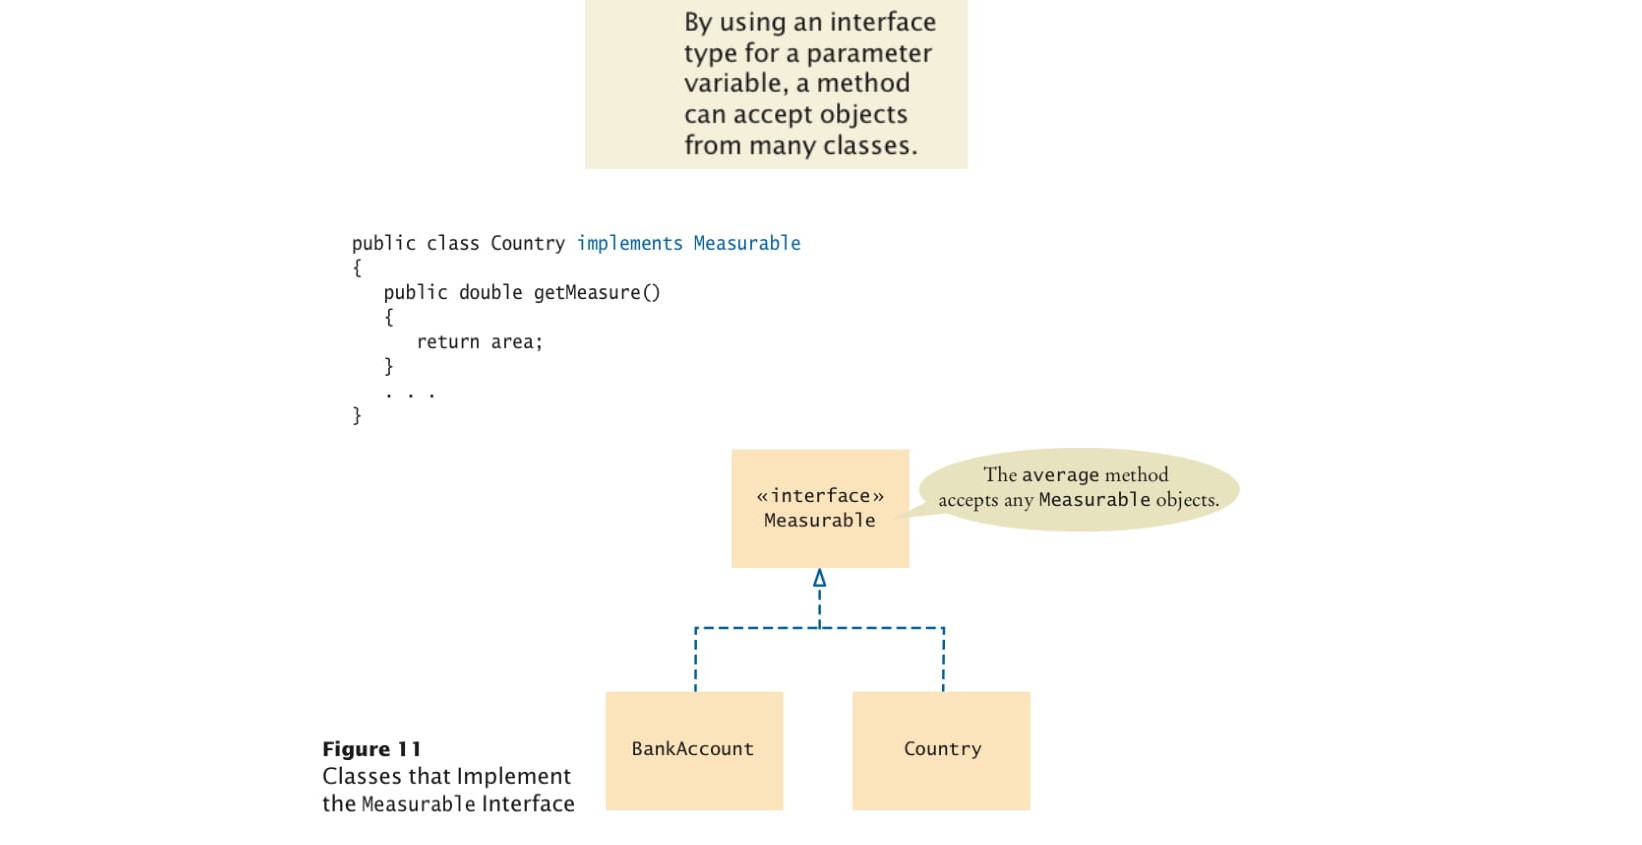 By using an interface
type for a parameter
variable, a method
can accept objects
from many classes.
public class Country implements Measurable
{
public double getMeasure()
{
return area;
}
. . .
}
«interface»
Measurable
The average method
accepts any Measurable objects.
BankAccount
Country
Figure 11
Classes that Implement
the Measurable Interface